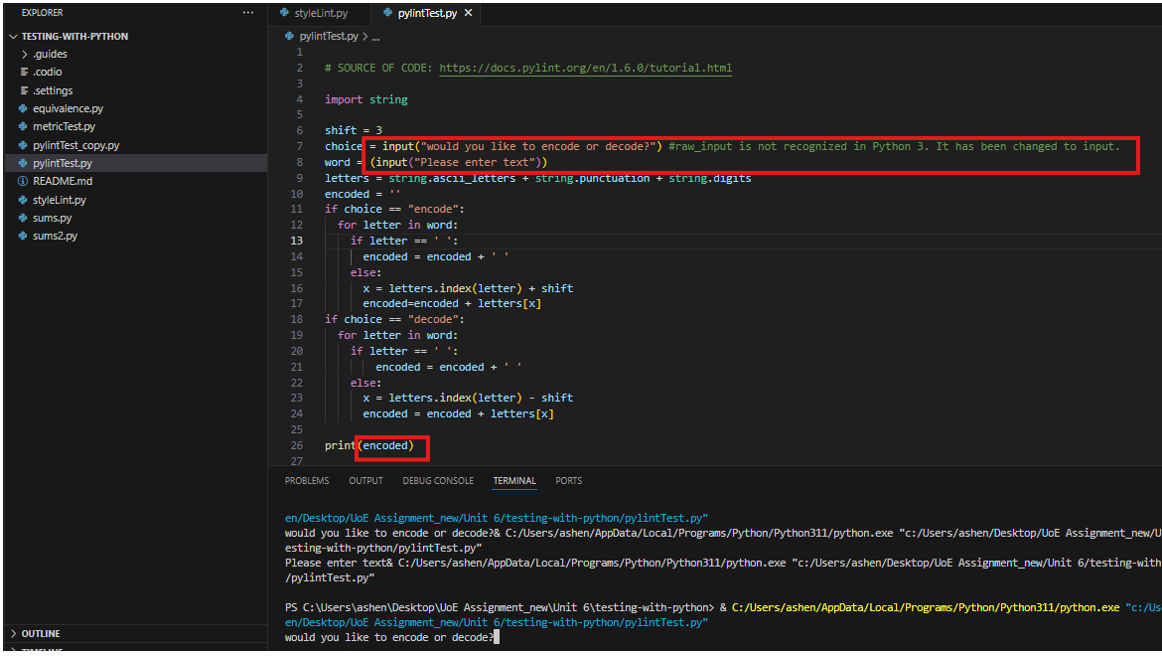 EXPLORER
···
styleLint.py
pylintTest.py
TESTING-WITH-PYTHON
.guides
.codio
.settings
equivalence.py
metricTest.py
pylintTest_copy.py
pylintTest.py
README.md
styleLint.py
sums.py
sums2.py
OUTLINE
TIMELINE
pylintTest.py > ...
1
2 # SOURCE OF CODE: https://docs.pylint.org/en/1.6.0/tutorial.html
3
4 import string
5
6 shift = 3
7 choice = input("would you like to encode or decode?") #raw_input is not recognized in Python 3. It has been changed to input.
8 word = (input("Please enter text"))
9 letters = string.ascii_letters + string.punctuation + string.digits
10 encoded = ''
11 if choice == "encode":
12 for letter in word:
13 if letter == ' ':
14 encoded = encoded + ' '
15 else:
16 x = letters.index(letter) + shift
17 encoded=encoded + letters[x]
18 if choice == "decode":
19 for letter in word:
20 if letter == ' ':
21 encoded = encoded + ' '
22 else:
23 x = letters.index(letter) - shift
24 encoded = encoded + letters[x]
25
26 print(encoded)
27
PROBLEMS OUTPUT DEBUG CONSOLE TERMINAL PORTS
en/Desktop/UoE Assignment_new/Unit 6/testing-with-python/pylintTest.py"
would you like to encode or decode?& C:/Users/ashen/AppData/Local/Programs/Python/Python311/python.exe "c:/Users/ashen/Desktop/UoE Assignment_new/U
esting-with-python/pylintTest.py"
Please enter text& C:/Users/ashen/AppData/Local/Programs/Python/Python311/python.exe "c:/Users/ashen/Desktop/UoE Assignment_new/Unit 6/testing-with
/pylintTest.py"
PS C:\Users\ashen\Desktop\UoE Assignment_new\Unit 6\testing-with-python> & C:/Users/ashen/AppData/Local/Programs/Python/Python311/python.exe "c:/Us
en/Desktop/UoE Assignment_new/Unit 6/testing-with-python/pylintTest.py"
would you like to encode or decode?